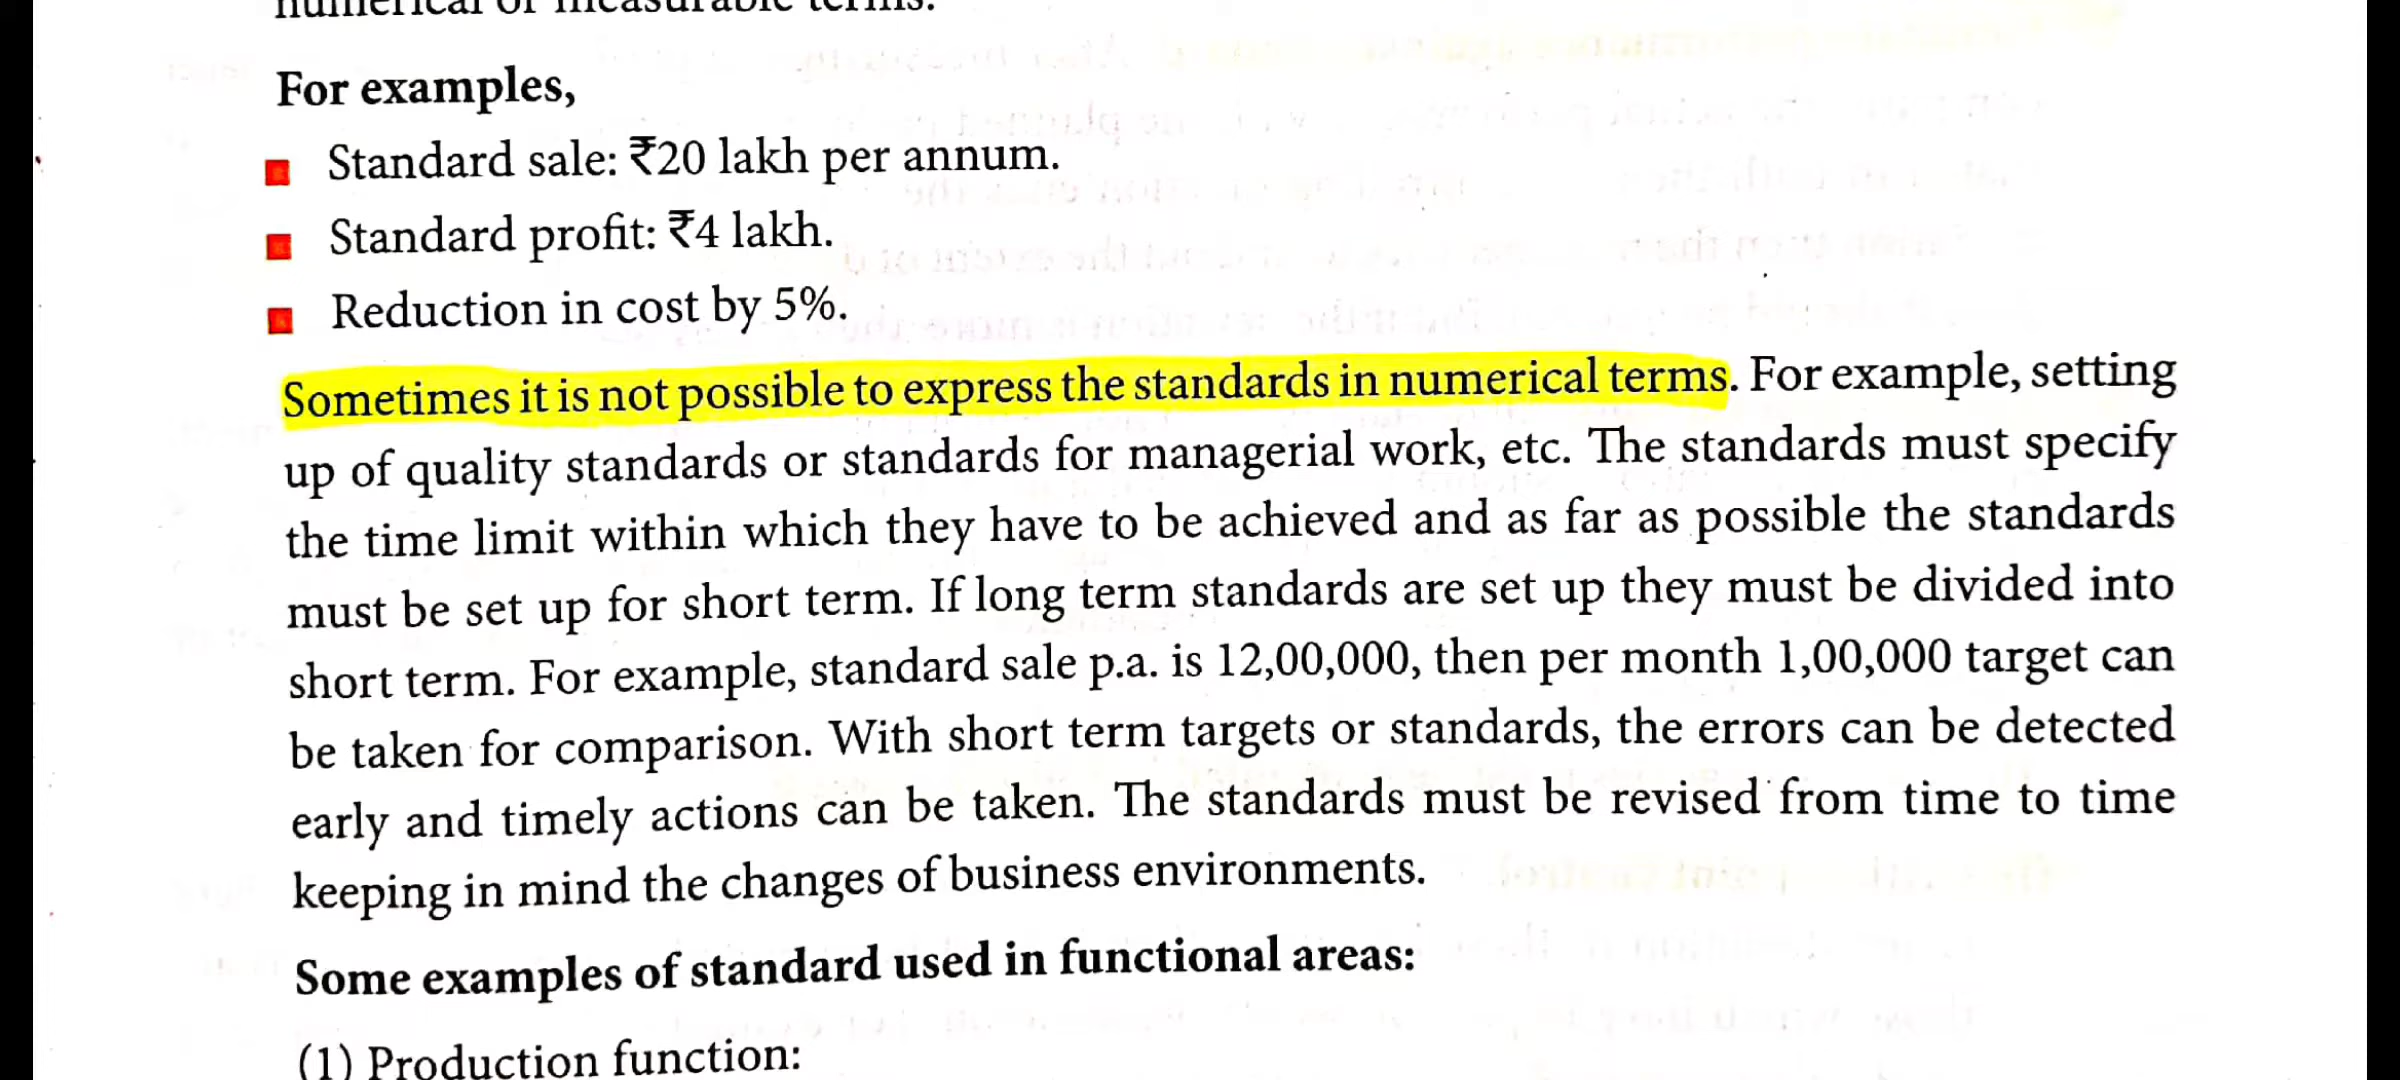 numerical or measurable terms.
For examples,
Standard sale: ₹20 lakh per annum.
Standard profit: ₹4 lakh.
Reduction in cost by 5%.
Sometimes it is not possible to express the standards in numerical terms. For example, setting
up of quality standards or standards for managerial work, etc. The standards must specify
the time limit within which they have to be achieved and as far as possible the standards
must be set up for short term. If long term standards are set up they must be divided into
short term. For example, standard sale p.a. is 12,00,000, then per month 1,00,000 target can
be taken for comparison. With short term targets or standards, the errors can be detected
early and timely actions can be taken. The standards must be revised from time to time
keeping in mind the changes of business environments.
Some examples of standard used in functional areas:
(1) Production function: